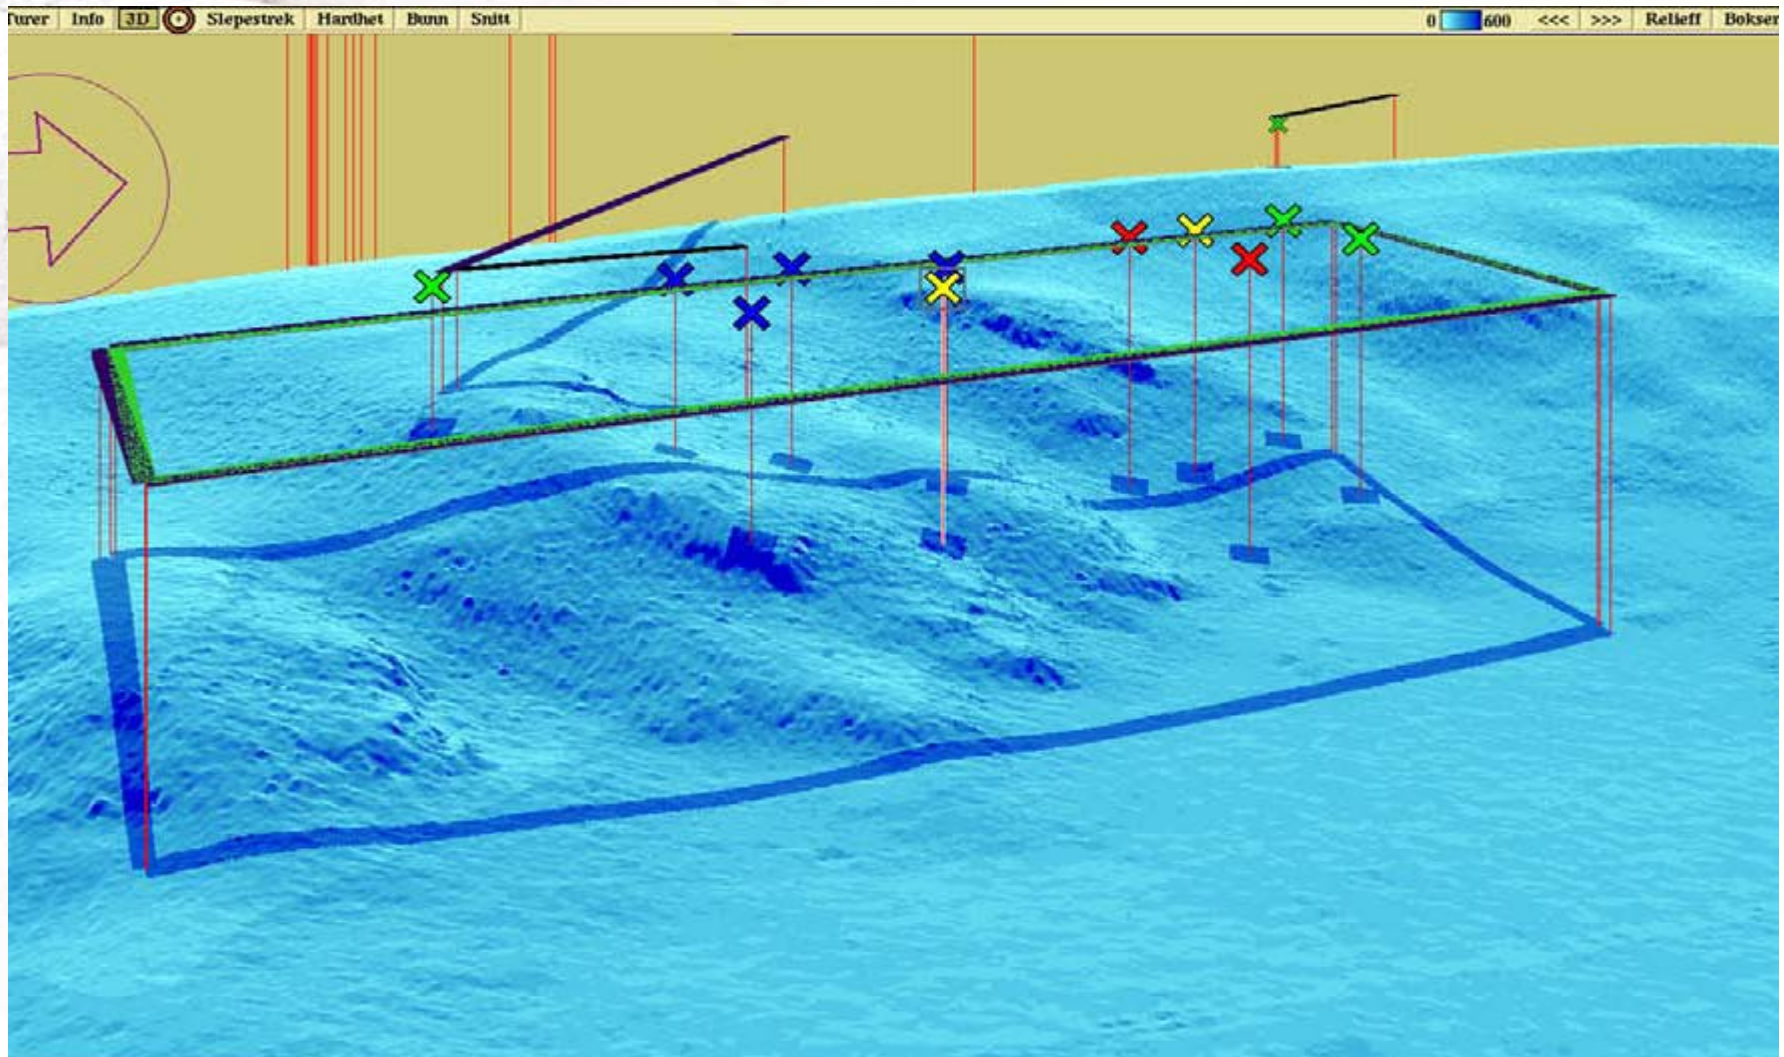 Turer Info 3D Slepestrek Hardhet Bunn Snitt 0 600 <<< >>> Relieff Bokser